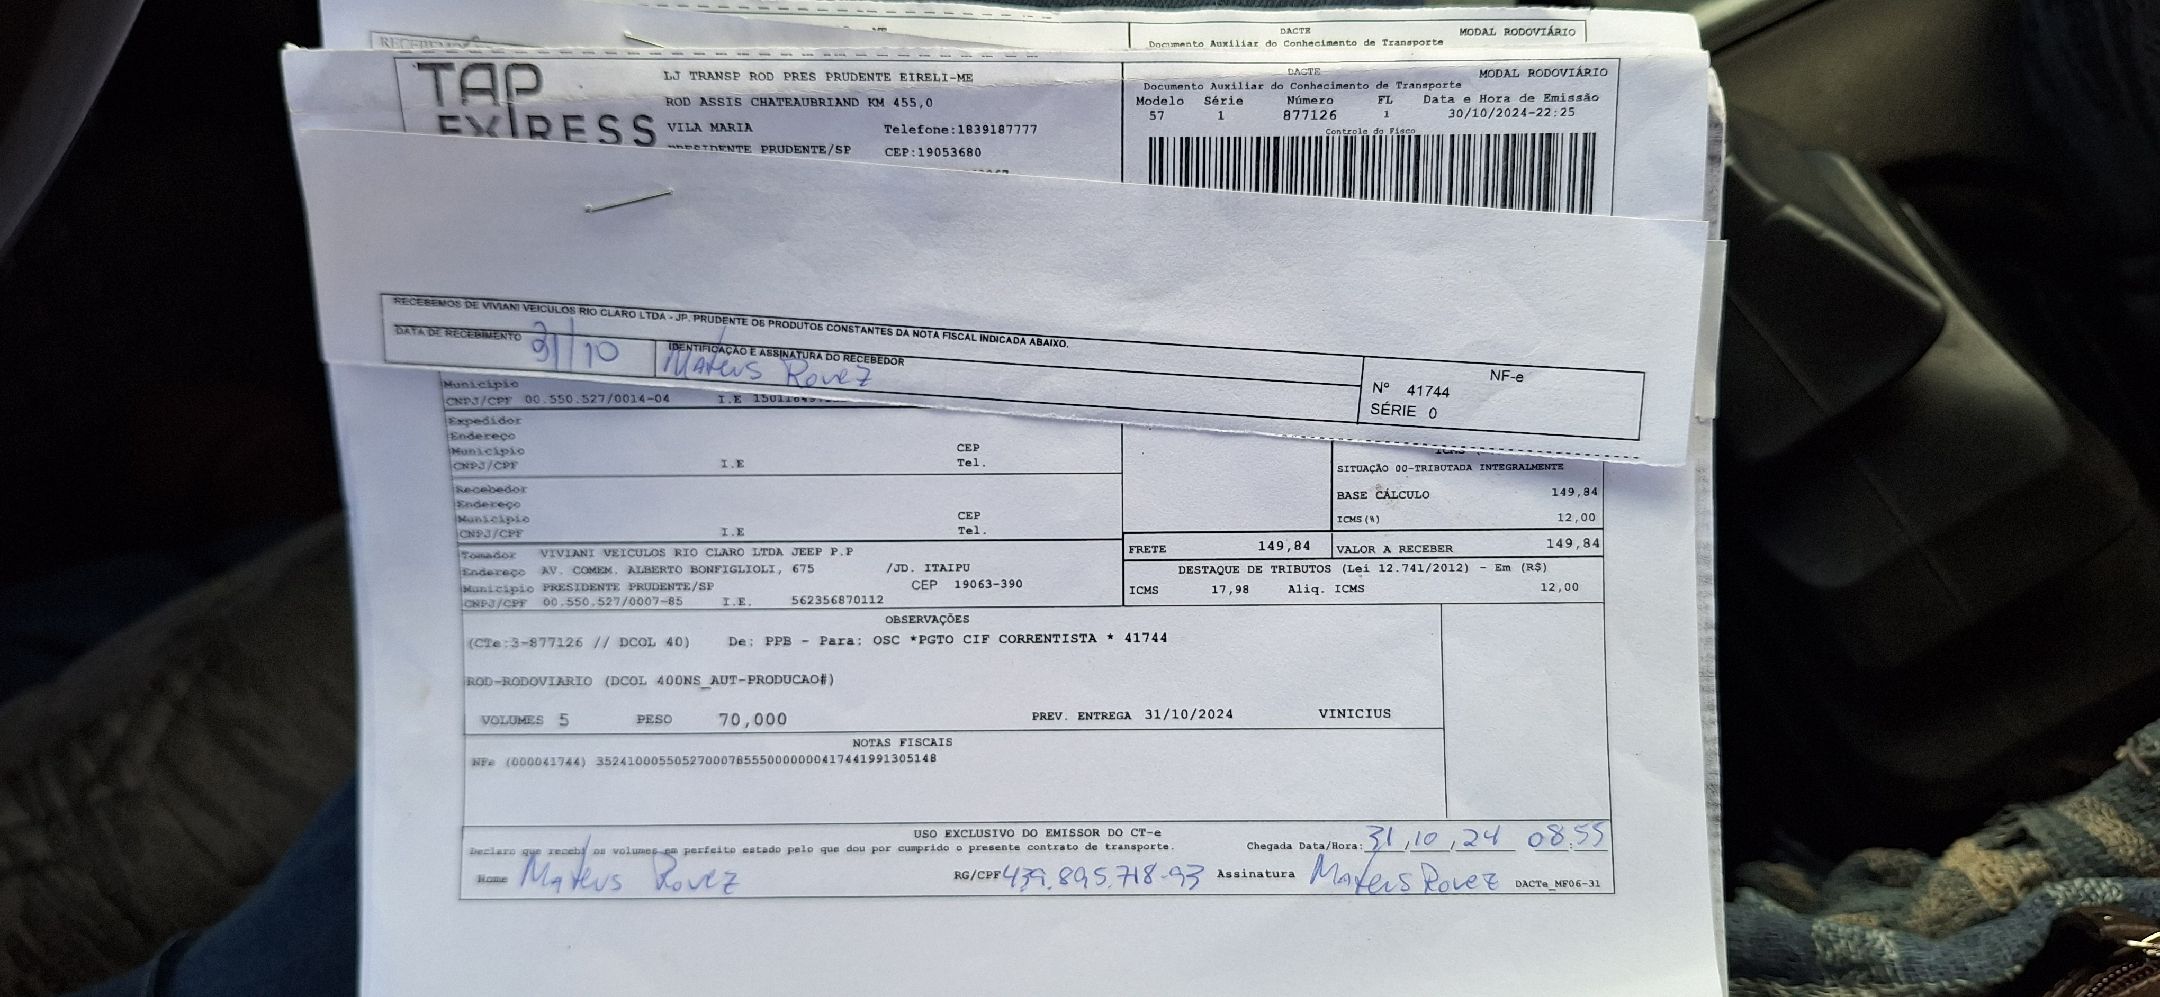 DACTE
MODAL RODOVIÁRIO
Documento Auxiliar do Conhecimento de Transporte
TAP
EXPRESS
LJ TRANSP ROD PRES PRUDENTE EIRELI-ME
ROD ASSIS CHATEAUBRIAND KM 455,0
VILA MARIA Telefone:1839187777
PRESIDENTE PRUDENTE/SP CEP:19053680
DACTE MODAL RODOVIÁRIO
Documento Auxiliar do Conhecimento de Transporte
Modelo Série Número FL Data e Hora de Emissão
57 1 877126 1 30/10/2024-22:25
Controle do Fisco
RECEBEMOS DE VIVIANI VEICULOS RIO CLARO LTDA - JP. PRUDENTE OS PRODUTOS CONSTANTES DA NOTA FISCAL INDICADA ABAIXO.
DATA DE RECEBIMENTO 31/10
IDENTIFICAÇÃO E ASSINATURA DO RECEBEDOR
Mateus Rovez
NF-e
Nº 41744
SÉRIE 0
Município
CNPJ/CPF 00.550.527/0014-04 I.E
Expedidor
Endereço
Município CEP
CNPJ/CPF I.E Tel.
Recebedor
Endereço
Município CEP
CNPJ/CPF I.E Tel.
SITUAÇÃO 00-TRIBUTADA INTEGRALMENTE
BASE CÁLCULO 149,84
ICMS(%) 12,00
FRETE 149,84 VALOR A RECEBER 149,84
Tomador VIVIANI VEICULOS RIO CLARO LTDA JEEP P.P
Endereço AV. COMEM. ALBERTO BONFIGLIOLI, 675 /JD. ITAIPU
Município PRESIDENTE PRUDENTE/SP CEP 19063-390
CNPJ/CPF 00.550.527/0007-85 I.E. 562356870112
DESTAQUE DE TRIBUTOS (Lei 12.741/2012) - Em (R$)
ICMS 17,98 Aliq. ICMS 12,00
OBSERVAÇÕES
(CTe:3-877126 // DCOL 40) De: PPB - Para: OSC *PGTO CIF CORRENTISTA * 41744
ROD-RODOVIARIO (DCOL 400NS_AUT-PRODUCAO#)
VOLUMES 5 PESO 70,000 PREV. ENTREGA 31/10/2024 VINICIUS
NOTAS FISCAIS
NFe (000041744) 35241000550527000785550000000417441991305148
USO EXCLUSIVO DO EMISSOR DO CT-e
Declaro que recebi os volumes em perfeito estado pelo que dou por cumprido o presente contrato de transporte. Chegada Data/Hora: 31,10,24 08:55
Nome Mateus Rovez RG/CPF 439.895.718-93 Assinatura Mateus Rovez DACTe_MF06-31